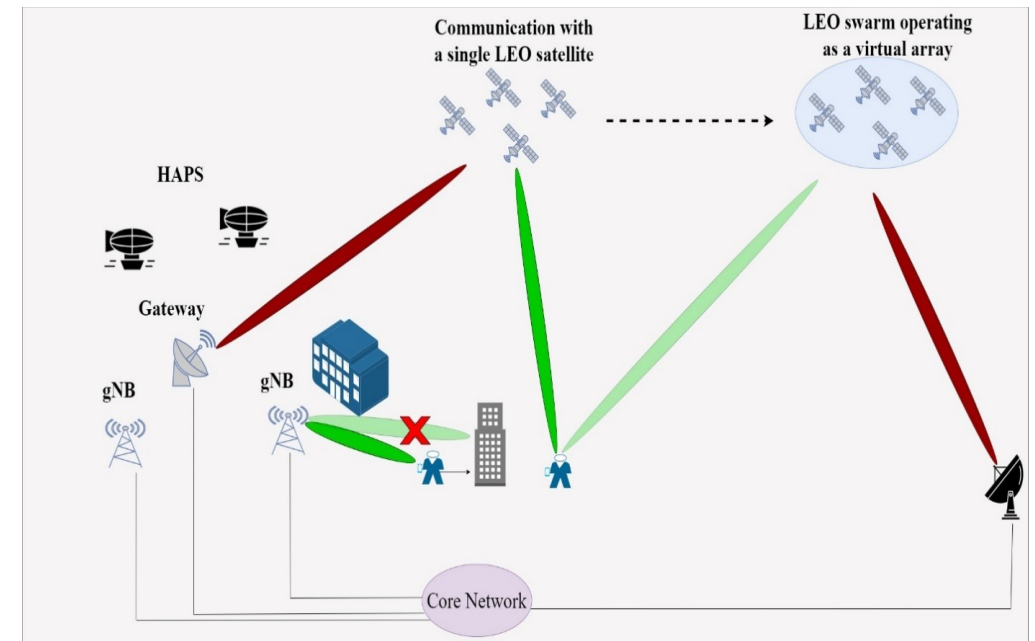 Communication with
a single LEO satellite
LEO swarm operating
as a virtual array
HAPS
Gateway
gNB
gNB
X
Core Network